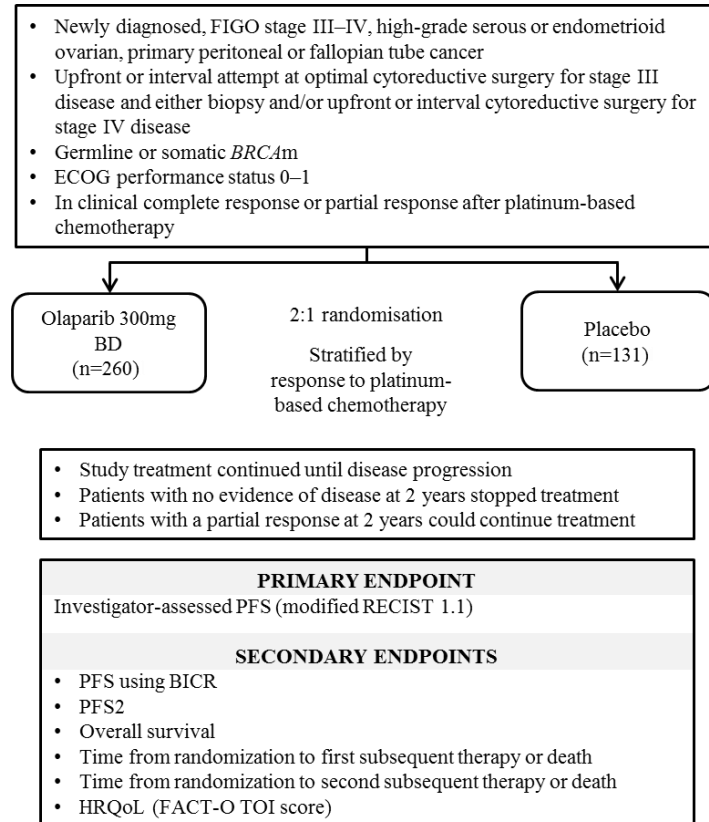 • Newly diagnosed, FIGO stage III–IV, high-grade serous or endometrioid
ovarian, primary peritoneal or fallopian tube cancer
• Upfront or interval attempt at optimal cytoreductive surgery for stage III
disease and either biopsy and/or upfront or interval cytoreductive surgery for
stage IV disease
• Germline or somatic BRCAm
• ECOG performance status 0–1
• In clinical complete response or partial response after platinum-based
chemotherapy
Olaparib 300mg
BD
(n=260)
2:1 randomisation
Stratified by
response to platinum-
based chemotherapy
Placebo
(n=131)
• Study treatment continued until disease progression
• Patients with no evidence of disease at 2 years stopped treatment
• Patients with a partial response at 2 years could continue treatment
PRIMARY ENDPOINT
Investigator-assessed PFS (modified RECIST 1.1)
SECONDARY ENDPOINTS
• PFS using BICR
• PFS2
• Overall survival
• Time from randomization to first subsequent therapy or death
• Time from randomization to second subsequent therapy or death
• HRQoL (FACT-O TOI score)